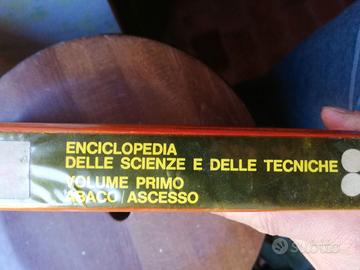 ENCICLOPEDIA
DELLE SCIENZE E DELLE TECNICHE
VOLUME PRIMO
ABACO/ASCESSO
subito